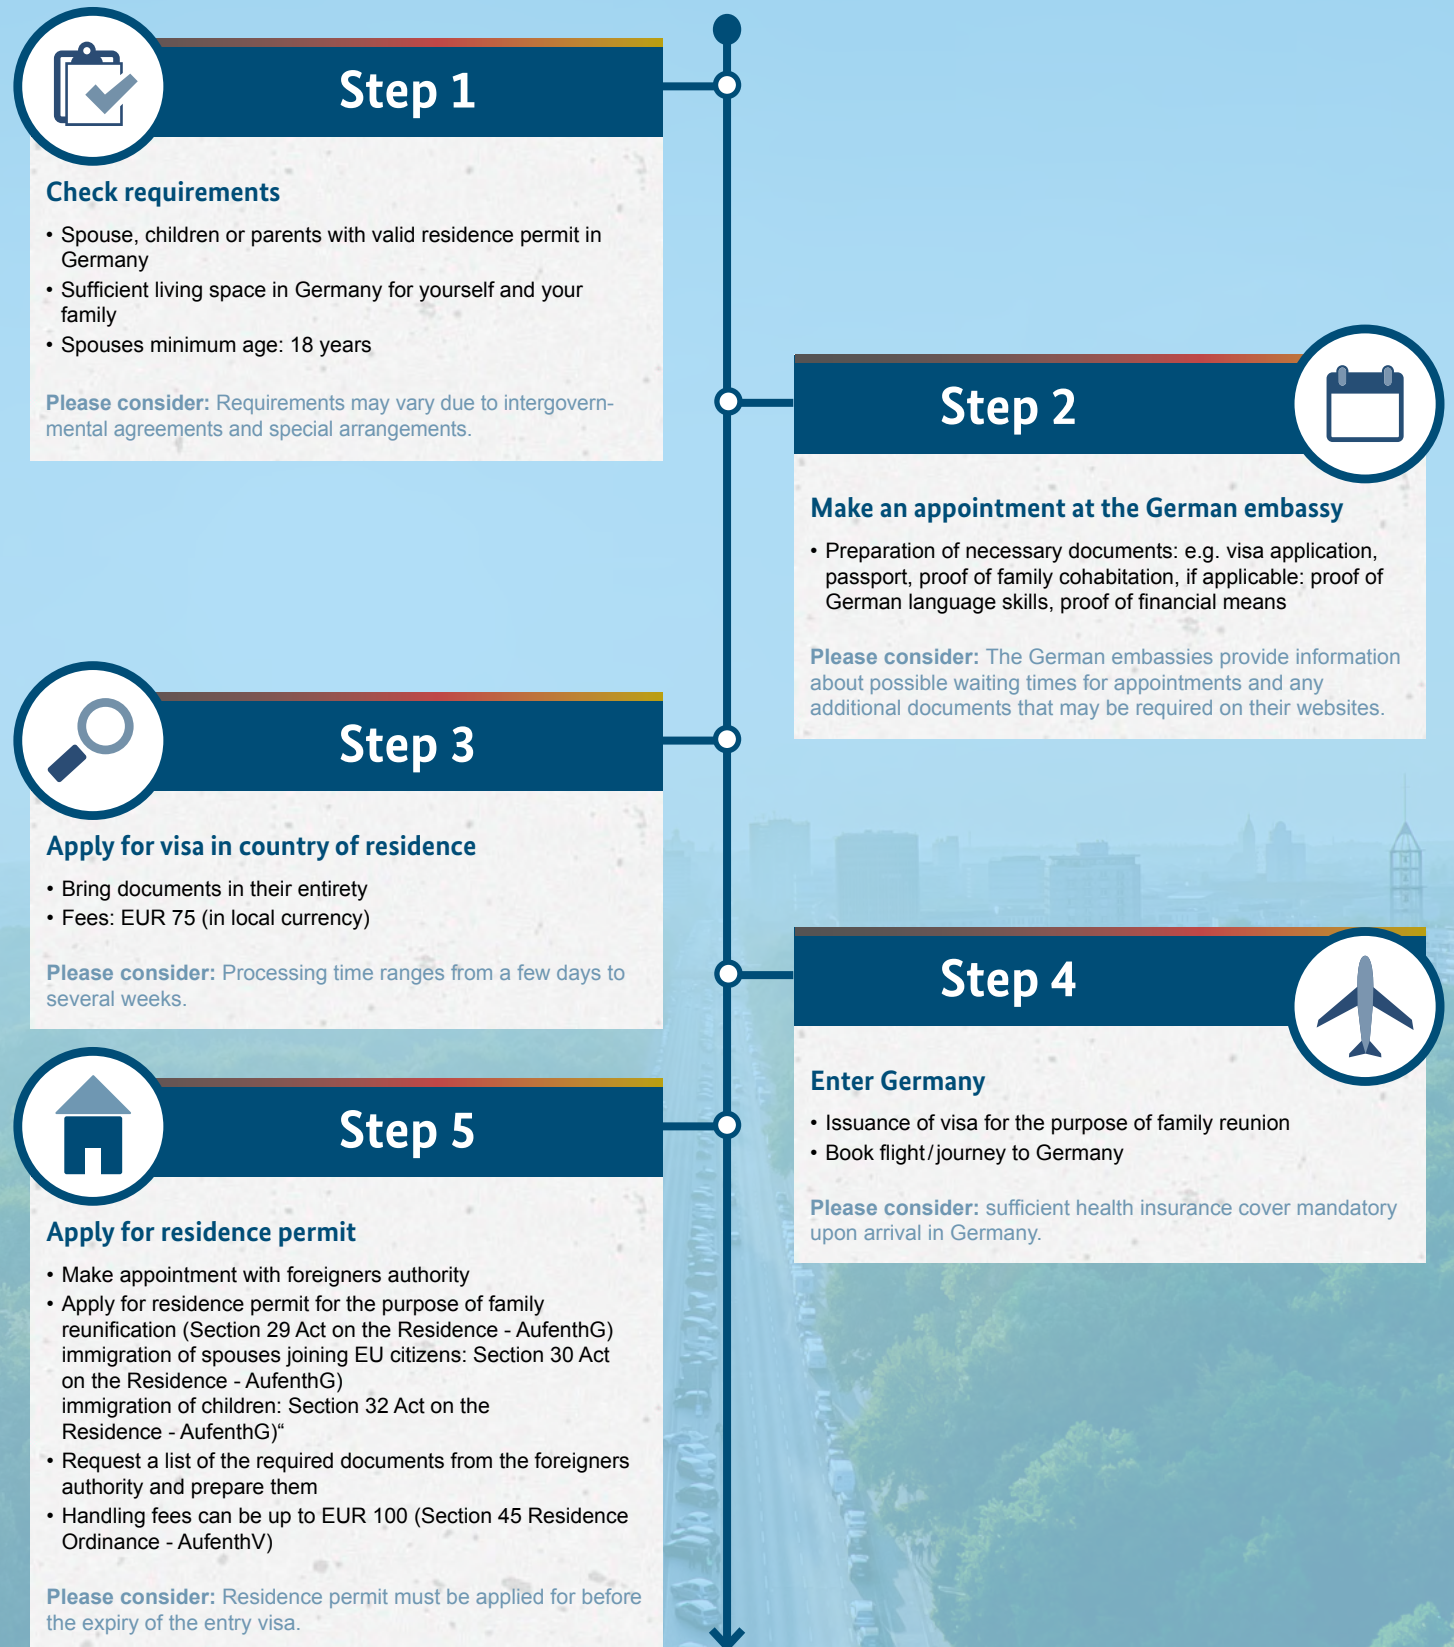 Step 1
Check requirements
• Spouse, children or parents with valid residence permit in
Germany
• Sufficient living space in Germany for yourself and your
family
• Spouses minimum age: 18 years
Please consider: Requirements may vary due to intergovern-
mental agreements and special arrangements.
Step 2
Make an appointment at the German embassy
• Preparation of necessary documents: e.g. visa application,
passport, proof of family cohabitation, if applicable: proof of
German language skills, proof of financial means
Please consider: The German embassies provide information
about possible waiting times for appointments and any
additional documents that may be required on their websites.
Step 3
Apply for visa in country of residence
• Bring documents in their entirety
• Fees: EUR 75 (in local currency)
Please consider: Processing time ranges from a few days to
several weeks.
Step 4
Enter Germany
• Issuance of visa for the purpose of family reunion
• Book flight/journey to Germany
Please consider: sufficient health insurance cover mandatory
upon arrival in Germany.
Step 5
Apply for residence permit
• Make appointment with foreigners authority
• Apply for residence permit for the purpose of family
reunification (Section 29 Act on the Residence - AufenthG)
immigration of spouses joining EU citizens: Section 30 Act
on the Residence - AufenthG)
immigration of children: Section 32 Act on the
Residence - AufenthG)“
• Request a list of the required documents from the foreigners
authority and prepare them
• Handling fees can be up to EUR 100 (Section 45 Residence
Ordinance - AufenthV)
Please consider: Residence permit must be applied for before
the expiry of the entry visa.